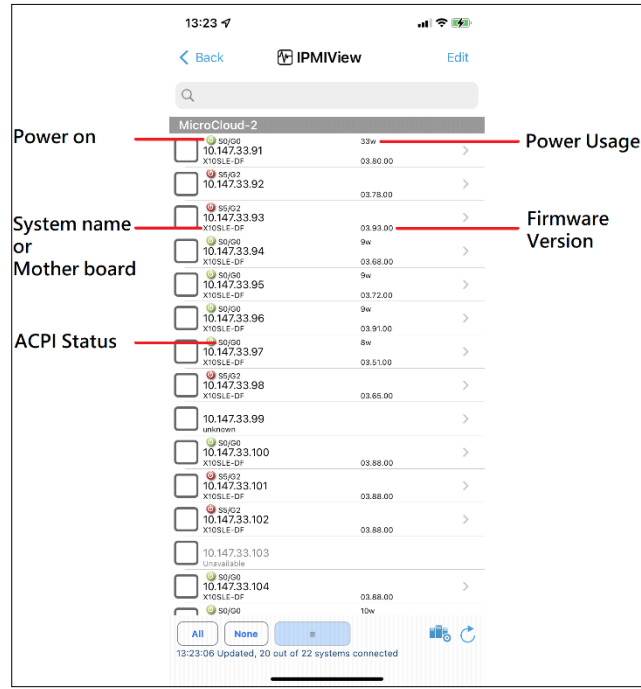 13:23
Back
IPMIView
Edit
MicroCloud-2
Power on
S0/G0
33w
Power Usage
10.147.33.91
X10SLE-DF
03.80.00
S5/G2
10.147.33.92
03.78.00
S5/G2
10.147.33.93
System name
or
Mother board
X10SLE-DF
03.93.00
Firmware
Version
S0/G0
9w
10.147.33.94
X10SLE-DF
03.68.00
S0/G0
9w
10.147.33.95
X10SLE-DF
03.72.00
S0/G0
9w
10.147.33.96
X10SLE-DF
03.91.00
ACPI Status
S0/G0
8w
10.147.33.97
X10SLE-DF
03.51.00
S5/G2
10.147.33.98
X10SLE-DF
03.65.00
10.147.33.99
unknown
S0/G0
10.147.33.100
X10SLE-DF
03.88.00
S5/G2
10.147.33.101
X10SLE-DF
03.88.00
S5/G2
10.147.33.102
X10SLE-DF
03.88.00
10.147.33.103
Unavailable
S0/G0
10.147.33.104
X10SLE-DF
03.88.00
S0/G0
10w
All
None
13:23:06 Updated, 20 out of 22 systems connected